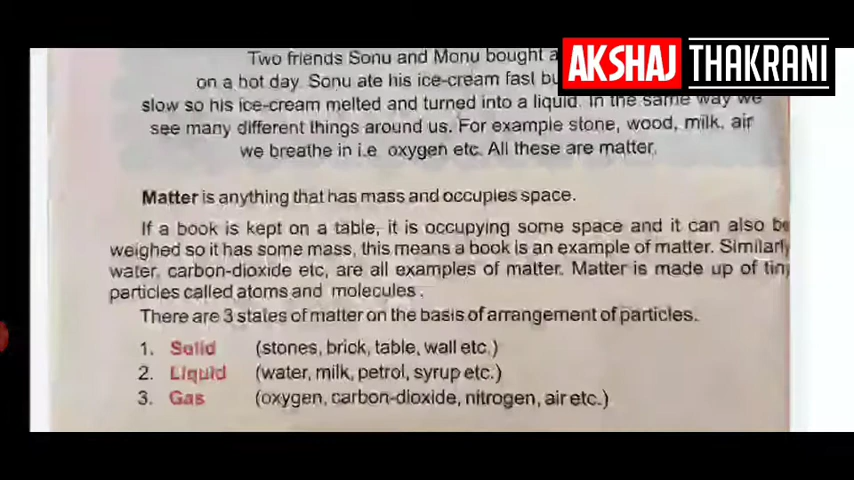 AKSHAJ THAKRANI
Two friends Sonu and Monu bought a
on a hot day. Sonu ate his ice-cream fast bu
slow so his ice-cream melted and turned into a liquid. In the same way we
see many different things around us. For example stone, wood, milk, air
we breathe in i.e oxygen etc. All these are matter.
Matter is anything that has mass and occupies space.
If a book is kept on a table, it is occupying some space and it can also be
weighed so it has some mass, this means a book is an example of matter. Similarly
water, carbon-dioxide etc, are all examples of matter. Matter is made up of tiny
particles called atoms and molecules.
There are 3 states of matter on the basis of arrangement of particles.
1. Solid (stones, brick, table, wall etc.)
2. Liquid (water, milk, petrol, syrup etc.)
3. Gas (oxygen, carbon-dioxide, nitrogen, air etc.)